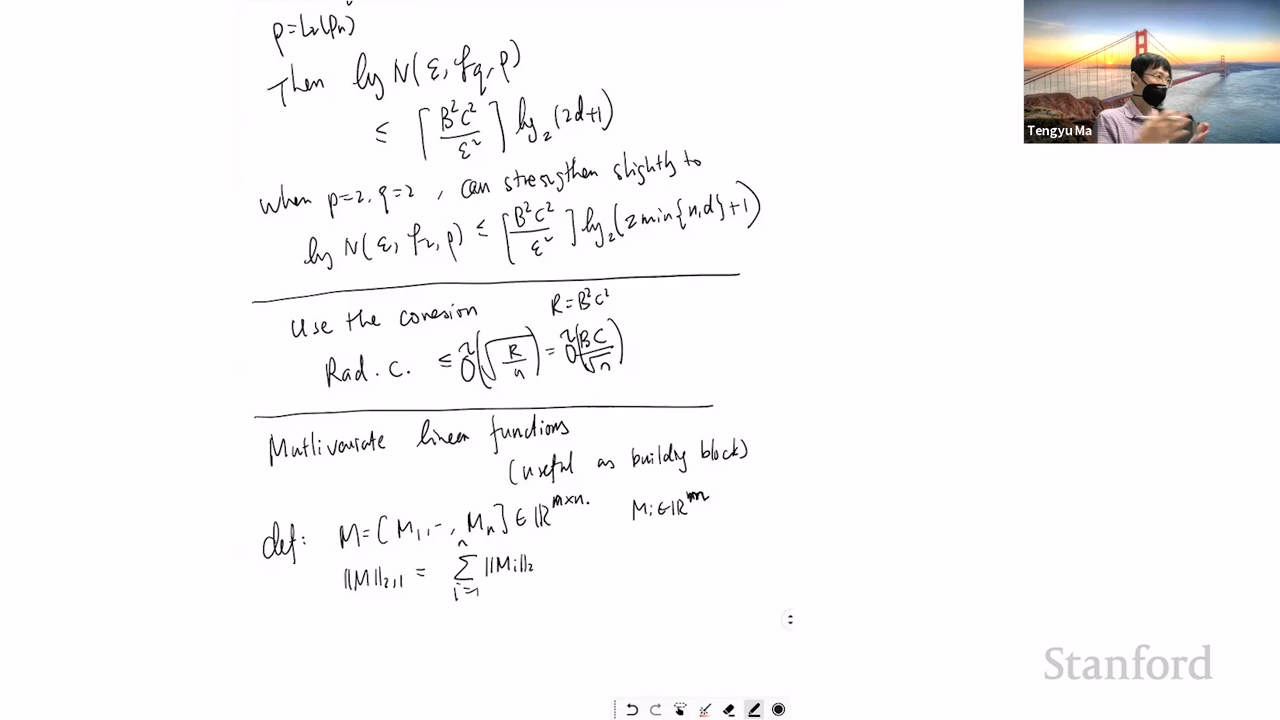 ρ = L₂(Pn)
Then log N(ε, Fq, ρ)
≤ ⌈B²C²/ε²⌉ log₂(2d+1)
When p=2, q=2, can strengthen slightly to
log N(ε, F₂, ρ) ≤ ⌈B²C²/ε²⌉ log₂(2 min{n,d}+1)
Use the conesion R = B²C²
Rad. C. ≤ Õ(√(R/n)) = Õ(BC/√n)
Mutlivariate linear functions
(useful as building block)
def: M = [M₁, ..., Mn] ∈ ℝ^{m×n}. Mi ∈ ℝ^m
‖M‖₂,₁ = Σ_{i=1}^{n} ‖Mi‖₂
Tengyu Ma
Stanford